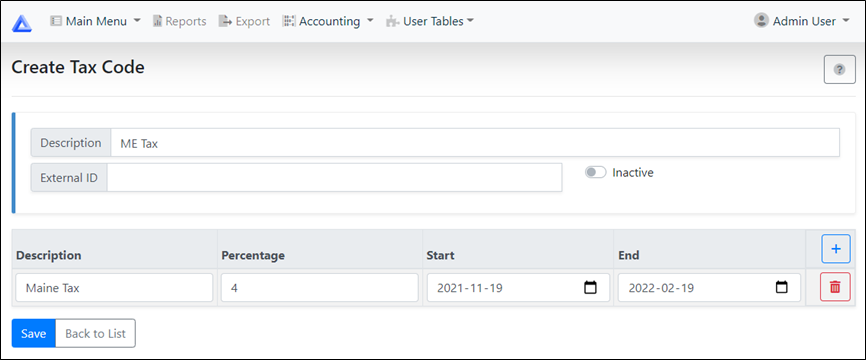 Main Menu Reports Export Accounting User Tables Admin User
Create Tax Code
?
Description ME Tax
External ID Inactive
Description Percentage Start End +
Maine Tax 4 2021-11-19 2022-02-19
Save Back to List